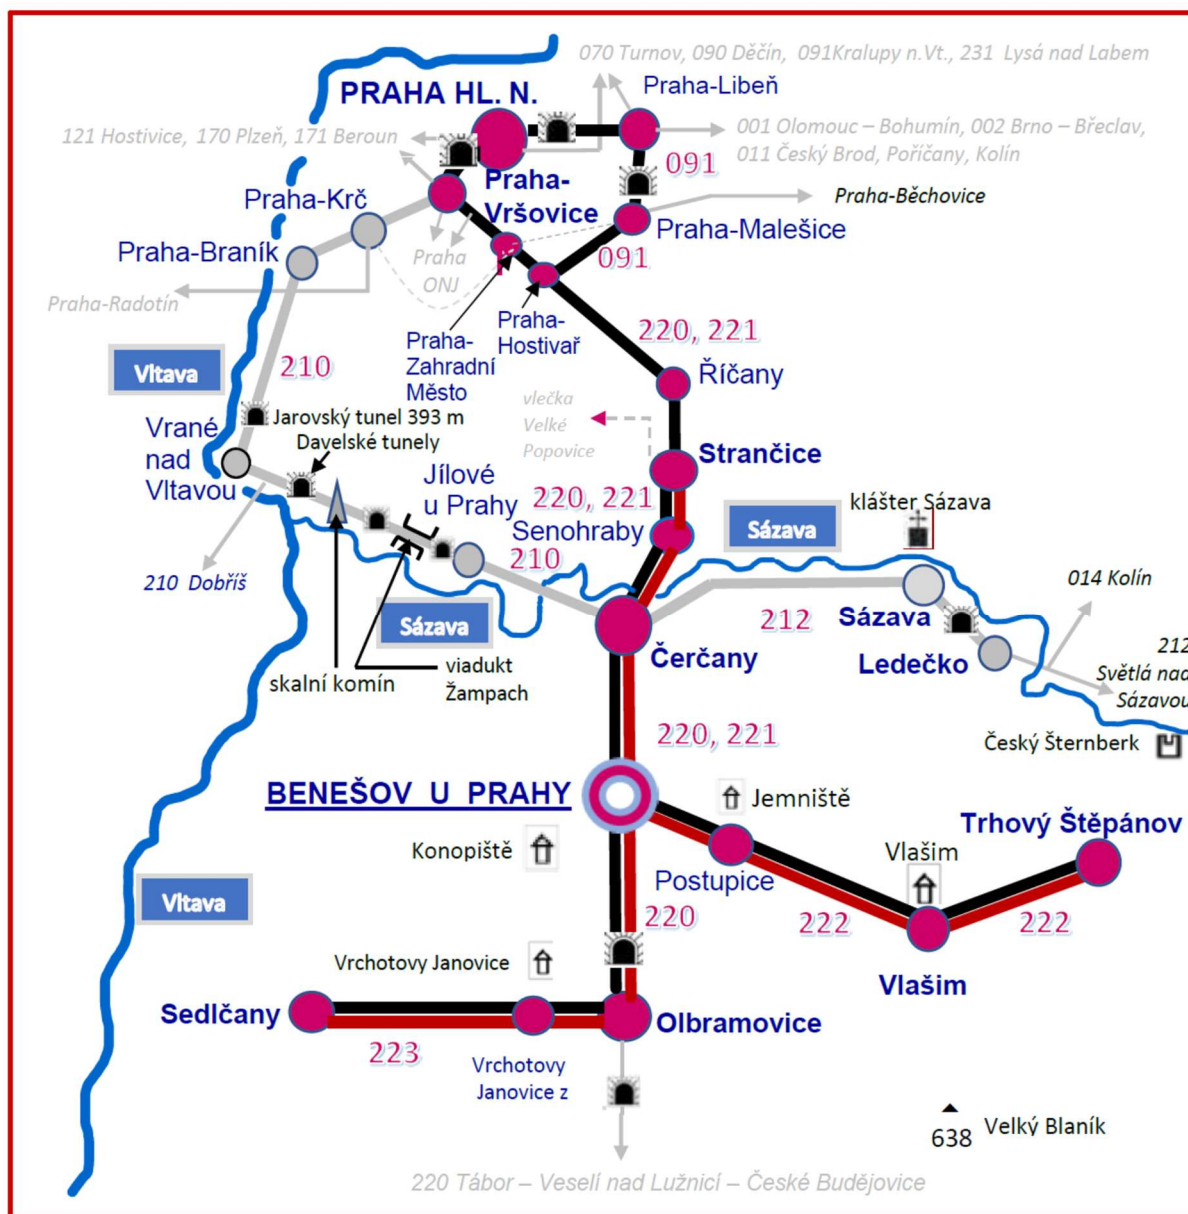 070 Turnov, 090 Děčín, 091Kralupy n.Vt., 231 Lysá nad Labem
PRAHA HL. N.
Praha-Libeň
121 Hostivice, 170 Plzeň, 171 Beroun
001 Olomouc – Bohumín, 002 Brno – Břeclav,
011 Český Brod, Poříčany, Kolín
091
Praha-
Vršovice
Praha-Krč
Praha-Běchovice
Praha-Malešice
Praha-Braník
Praha
ONJ
091
Praha-Radotín
Praha-
Hostivař
Praha-
Zahradní
Město
220, 221
210
Vltava
Říčany
vlečka
Velké
Popovice
Jarovský tunel 393 m
Davelské tunely
Vrané
nad
Vltavou
Strančice
Jílové
u Prahy
220, 221
Senohraby
Sázava
klášter Sázava
210
210 Dobříš
014 Kolín
212
Sázava
Sázava
Čerčany
Ledečko
212
Světlá nad
Sázavou
skalní komín
viadukt
Žampach
220, 221
Český Šternberk
BENEŠOV U PRAHY
Jemniště
Trhový Štěpánov
Konopiště
Vlašim
Postupice
Vltava
220
222
222
Vrchotovy Janovice
Vlašim
Sedlčany
Olbramovice
223
Vrchotovy
Janovice z
638
Velký Blaník
220 Tábor – Veselí nad Lužnicí – České Budějovice